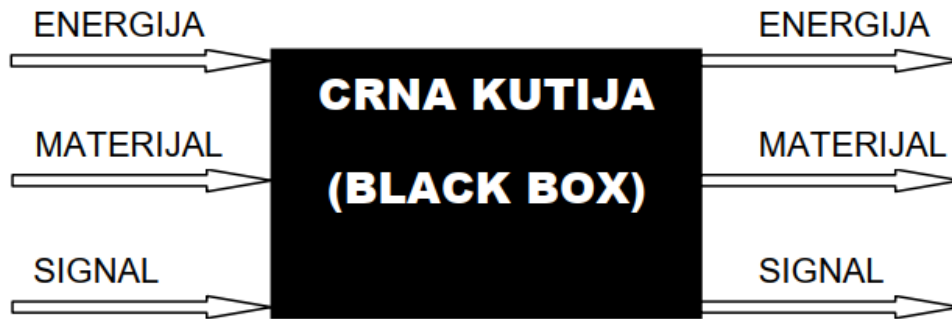 ENERGIJA
MATERIJAL
SIGNAL
CRNA KUTIJA
(BLACK BOX)
ENERGIJA
MATERIJAL
SIGNAL